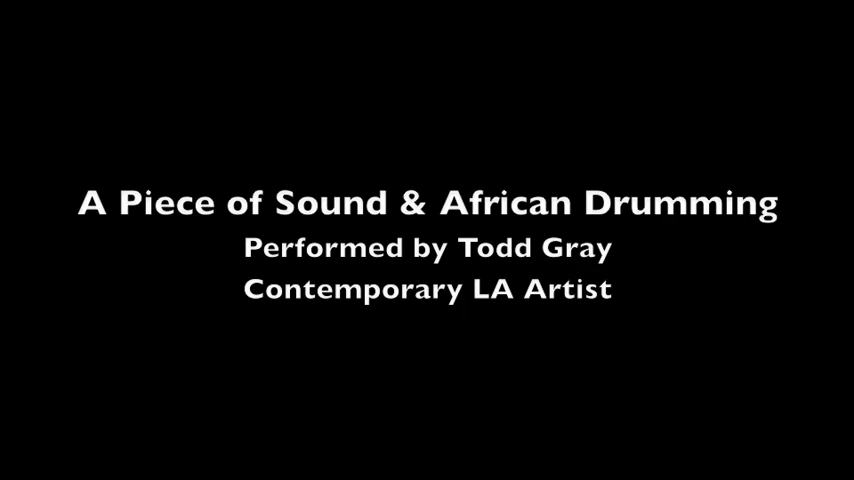 A Piece of Sound & African Drumming
Performed by Todd Gray
Contemporary LA Artist